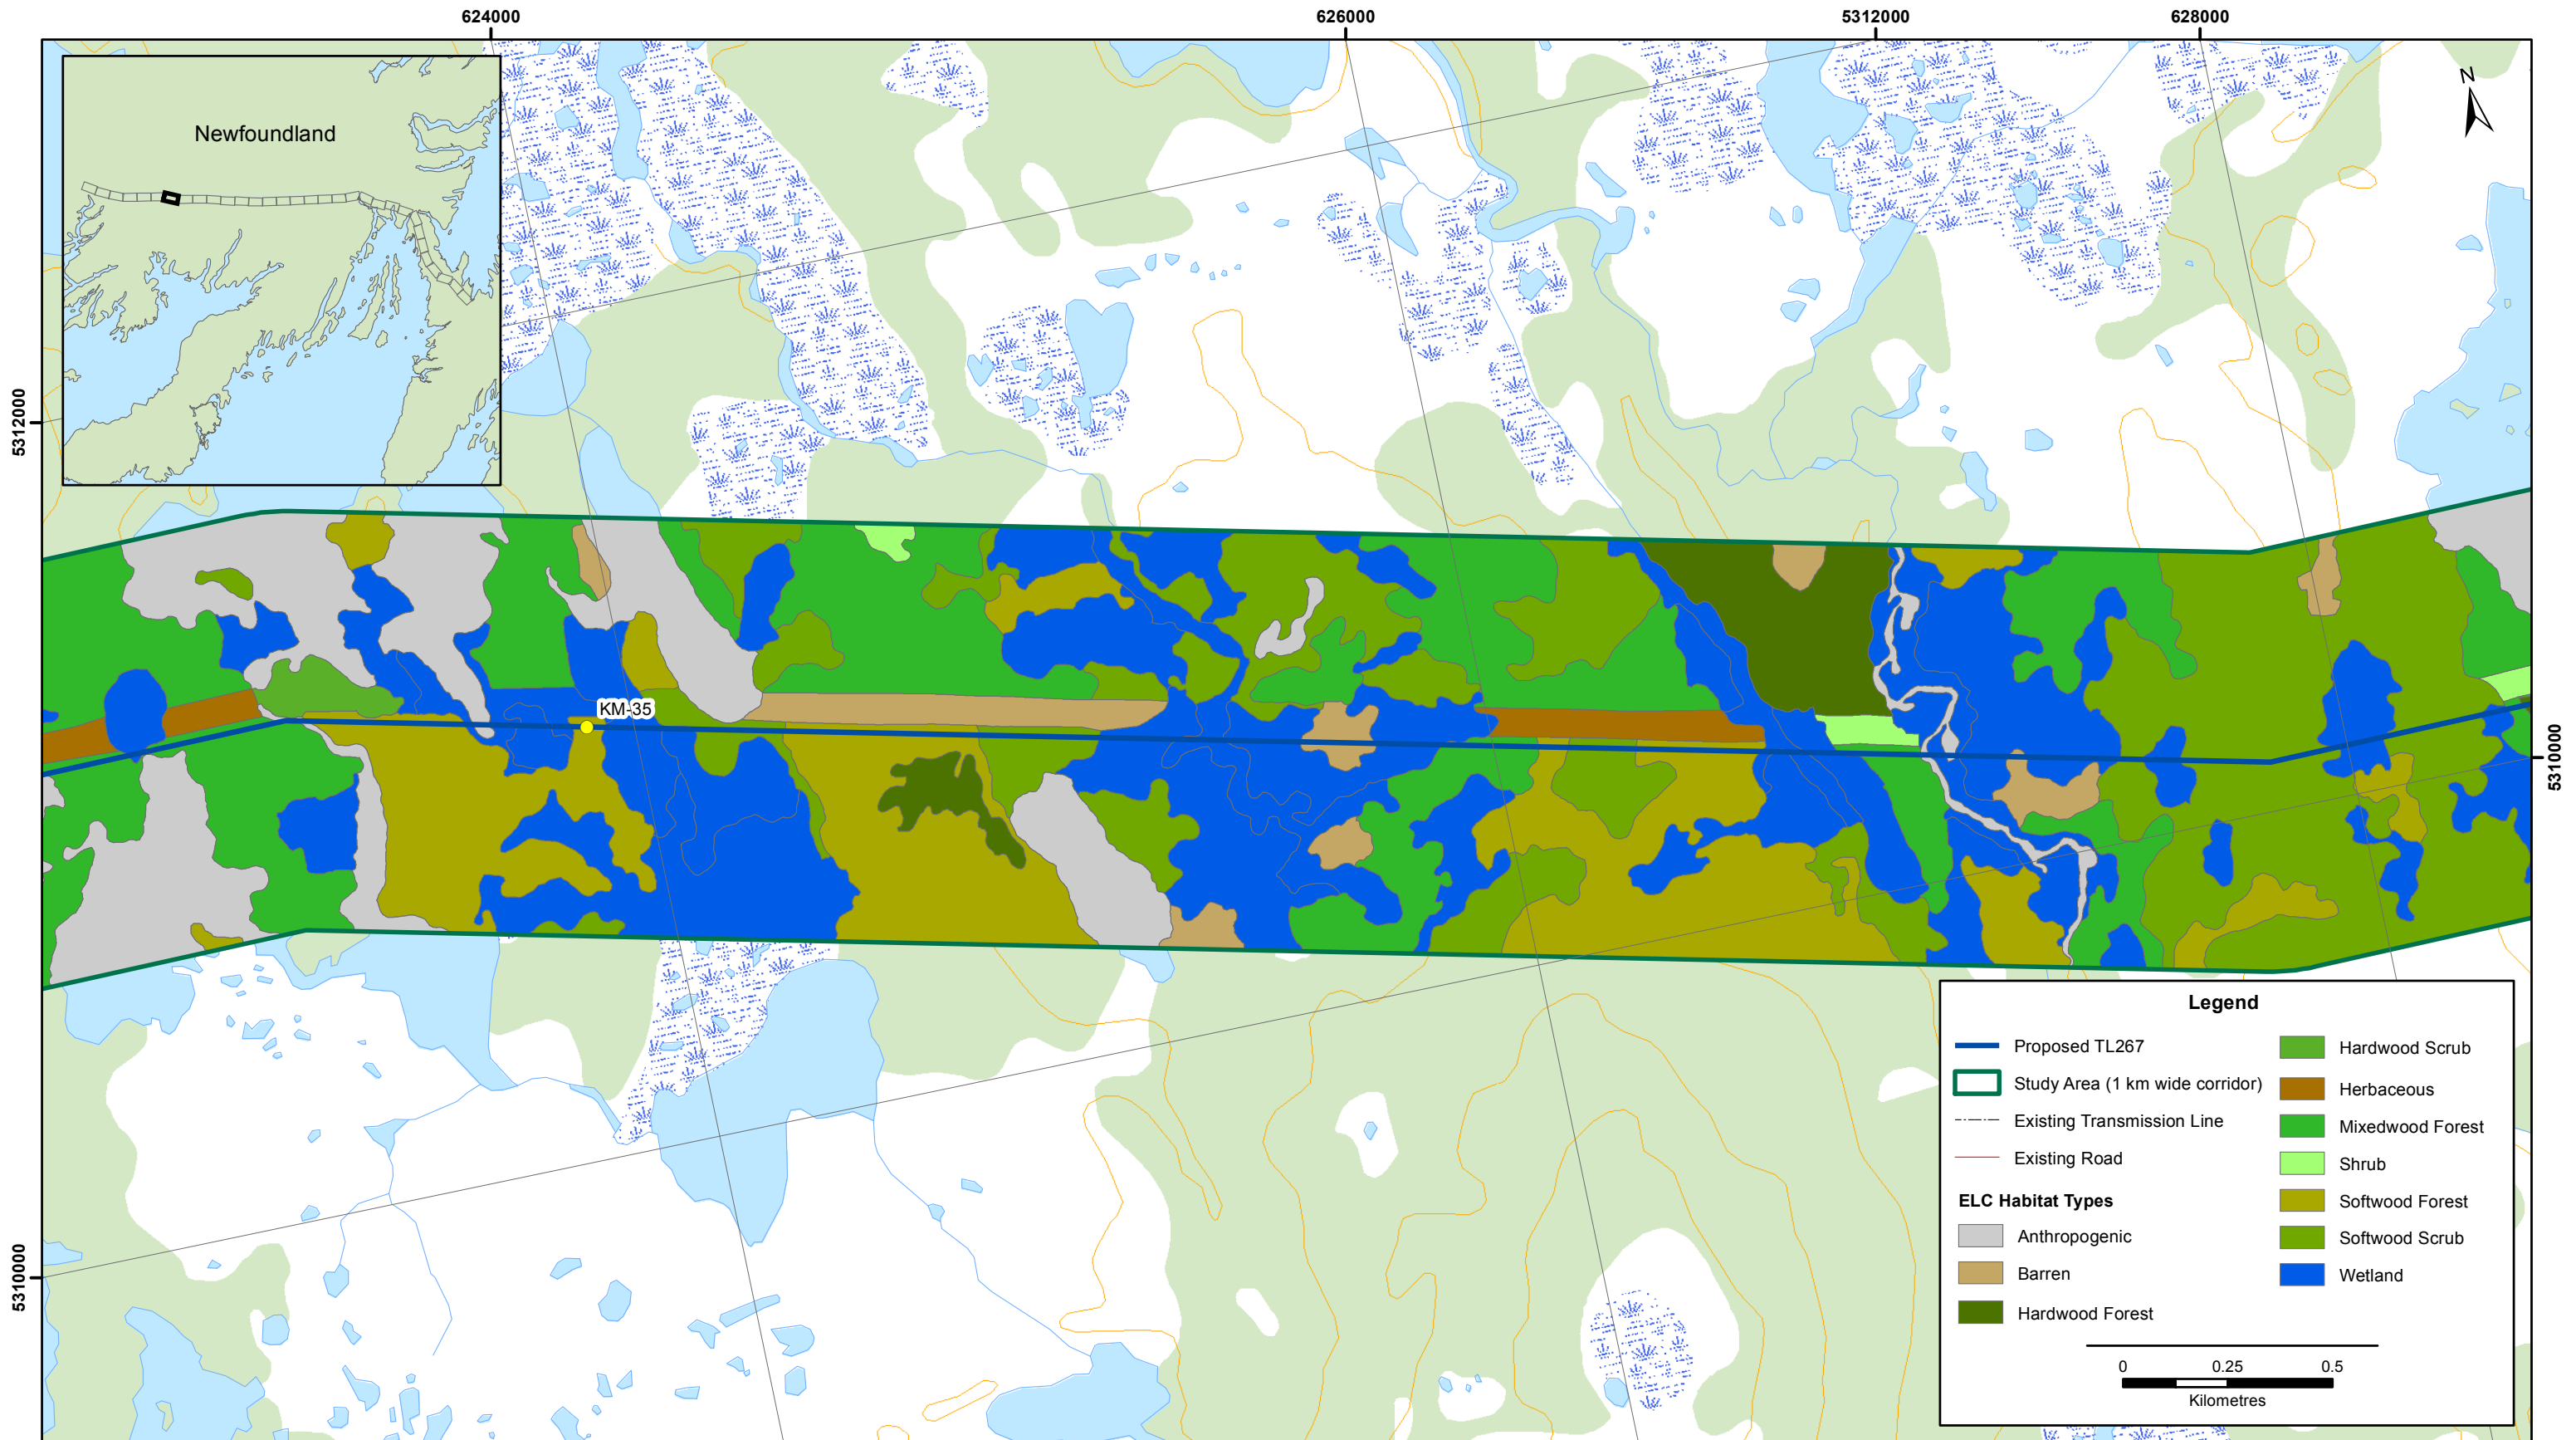 624000
626000
5312000
628000
N
Newfoundland
5312000
KM-35
5310000
5310000
Legend
Proposed TL267
Study Area (1 km wide corridor)
Existing Transmission Line
Existing Road
ELC Habitat Types
Anthropogenic
Barren
Hardwood Forest
Hardwood Scrub
Herbaceous
Mixedwood Forest
Shrub
Softwood Forest
Softwood Scrub
Wetland
0 0.25 0.5
Kilometres